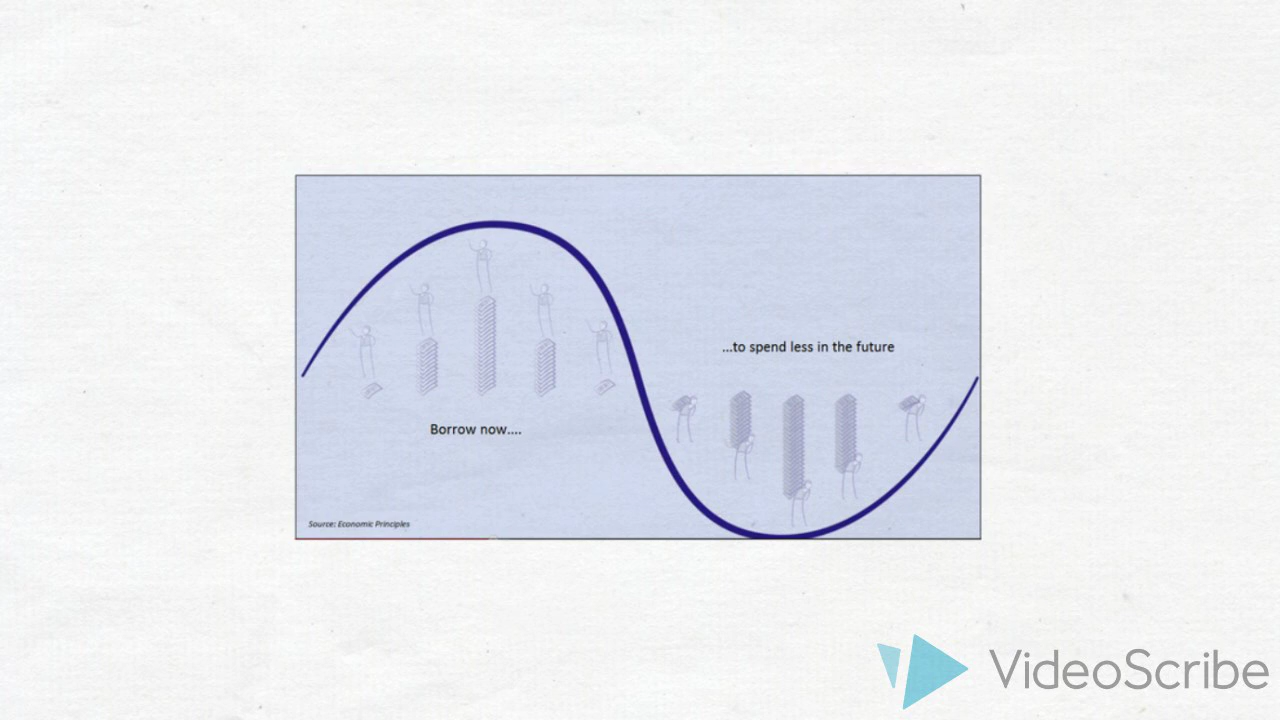 ...to spend less in the future
Borrow now....
Source: Economic Principles
VideoScribe